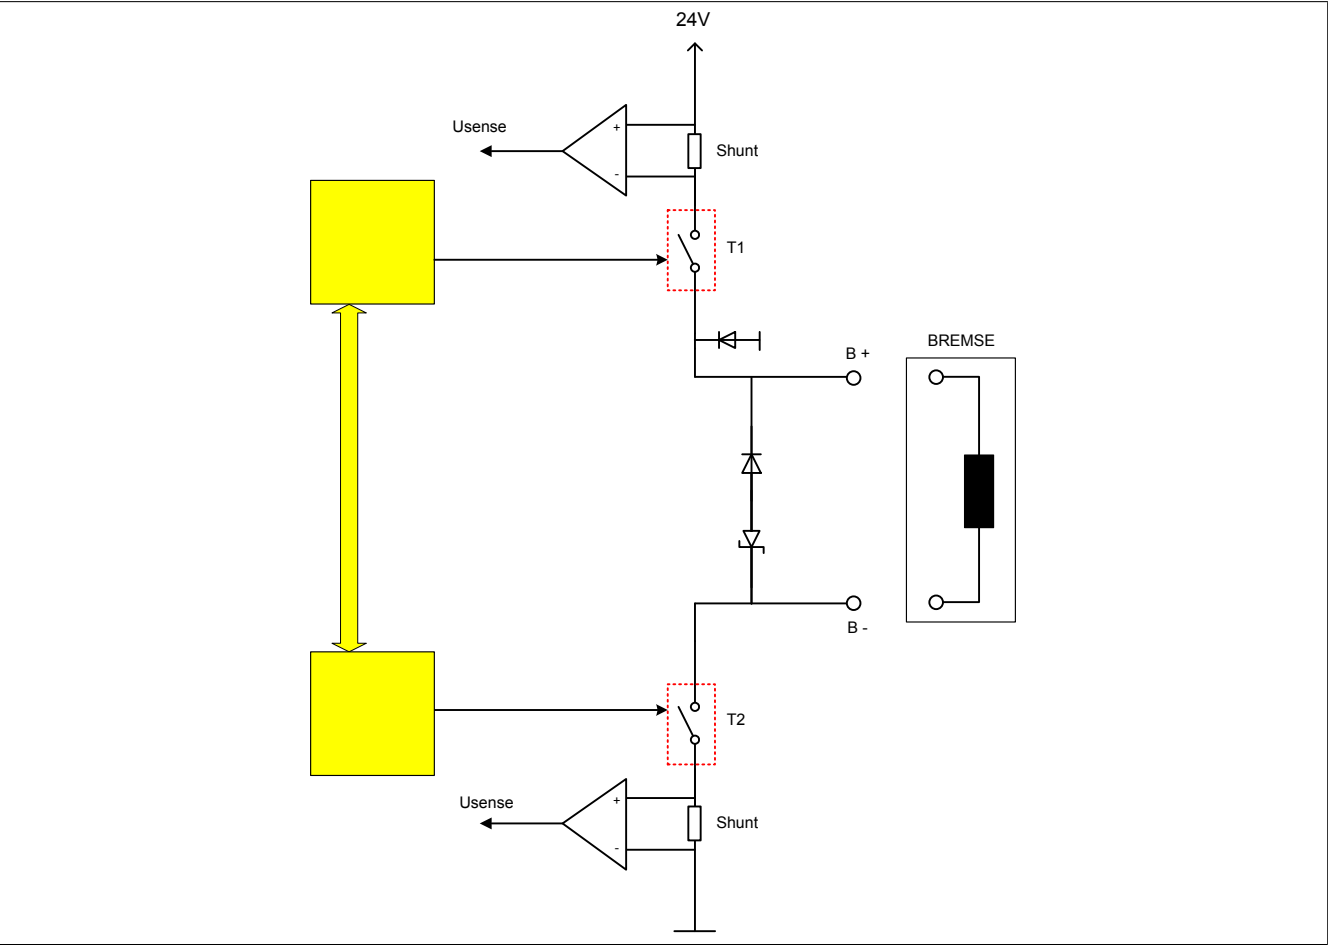 24V
Usense
+
-
Shunt
T1
B +
BREMSE
B -
T2
Usense
+
-
Shunt